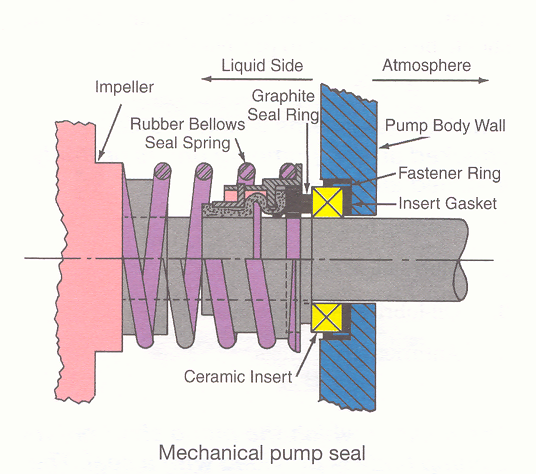 Liquid Side
Atmosphere
Impeller
Graphite
Seal Ring
Rubber Bellows
Seal Spring
Pump Body Wall
Fastener Ring
Insert Gasket
Ceramic Insert
Mechanical pump seal